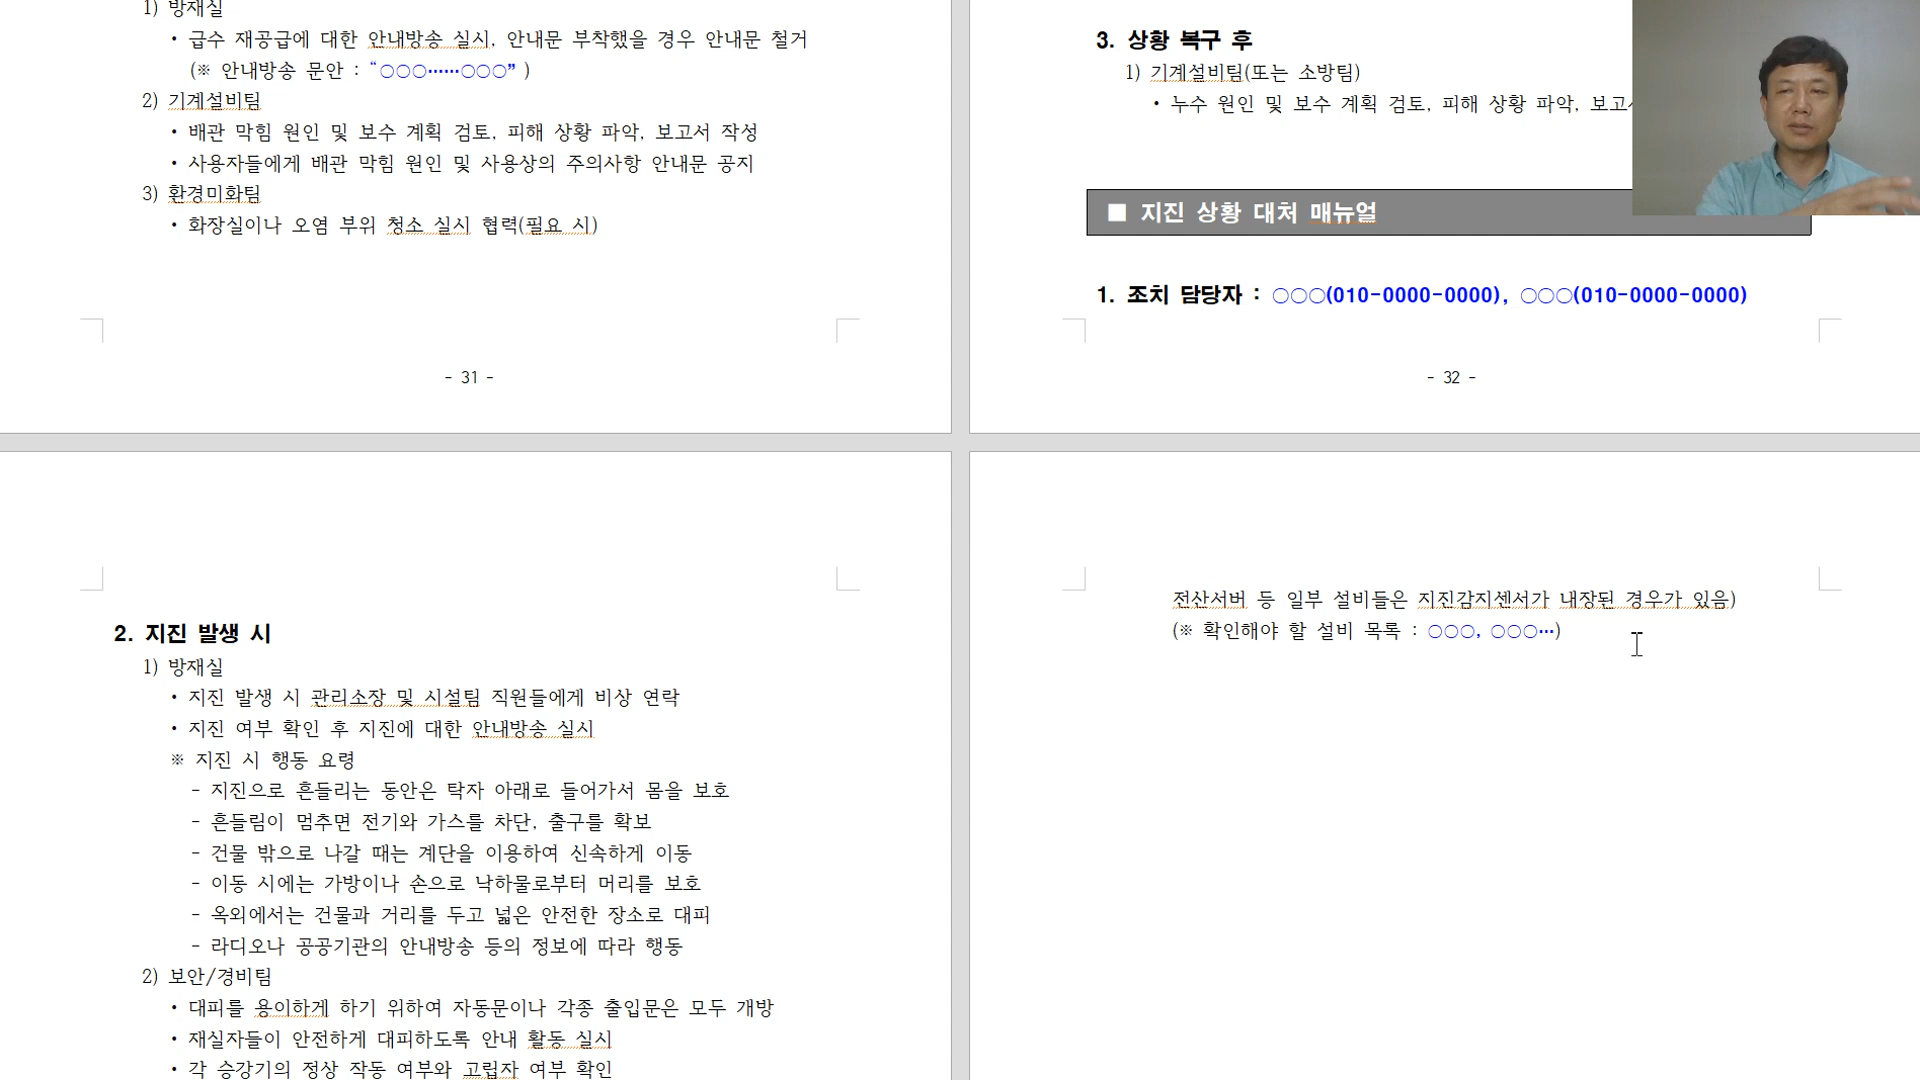 1) 방재실
• 급수 재공급에 대한 안내방송 실시, 안내문 부착했을 경우 안내문 철거
(※ 안내방송 문안 : “○○○……○○○” )
2) 기계설비팀
• 배관 막힘 원인 및 보수 계획 검토, 피해 상황 파악, 보고서 작성
• 사용자들에게 배관 막힘 원인 및 사용상의 주의사항 안내문 공지
3) 환경미화팀
• 화장실이나 오염 부위 청소 실시 협력(필요 시)
- 31 -
3. 상황 복구 후
1) 기계설비팀(또는 소방팀)
• 누수 원인 및 보수 계획 검토, 피해 상황 파악, 보고
■ 지진 상황 대처 매뉴얼
1. 조치 담당자 : ○○○(010-0000-0000), ○○○(010-0000-0000)
- 32 -
2. 지진 발생 시
1) 방재실
• 지진 발생 시 관리소장 및 시설팀 직원들에게 비상 연락
• 지진 여부 확인 후 지진에 대한 안내방송 실시
※ 지진 시 행동 요령
- 지진으로 흔들리는 동안은 탁자 아래로 들어가서 몸을 보호
- 흔들림이 멈추면 전기와 가스를 차단, 출구를 확보
- 건물 밖으로 나갈 때는 계단을 이용하여 신속하게 이동
- 이동 시에는 가방이나 손으로 낙하물로부터 머리를 보호
- 옥외에서는 건물과 거리를 두고 넓은 안전한 장소로 대피
- 라디오나 공공기관의 안내방송 등의 정보에 따라 행동
2) 보안/경비팀
• 대피를 용이하게 하기 위하여 자동문이나 각종 출입문은 모두 개방
• 재실자들이 안전하게 대피하도록 안내 활동 실시
• 각 승강기의 정상 작동 여부와 고립자 여부 확인
전산서버 등 일부 설비들은 지진감지센서가 내장된 경우가 있음)
(※ 확인해야 할 설비 목록 : ○○○, ○○○…)